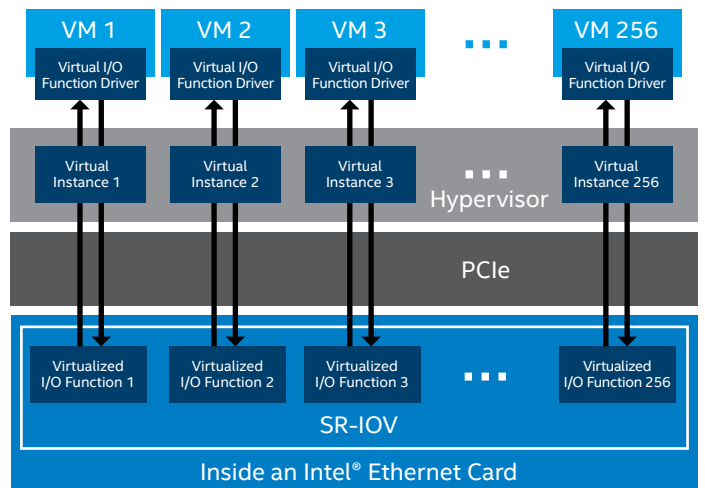 VM 1
VM 2
VM 3
...
VM 256
Virtual I/O
Function Driver
Virtual I/O
Function Driver
Virtual I/O
Function Driver
Virtual I/O
Function Driver
Virtual
Instance 1
Virtual
Instance 2
Virtual
Instance 3
...
Virtual
Instance 256
Hypervisor
PCIe
Virtualized
I/O Function 1
Virtualized
I/O Function 2
Virtualized
I/O Function 3
...
Virtualized
I/O Function 256
SR-IOV
Inside an Intel® Ethernet Card